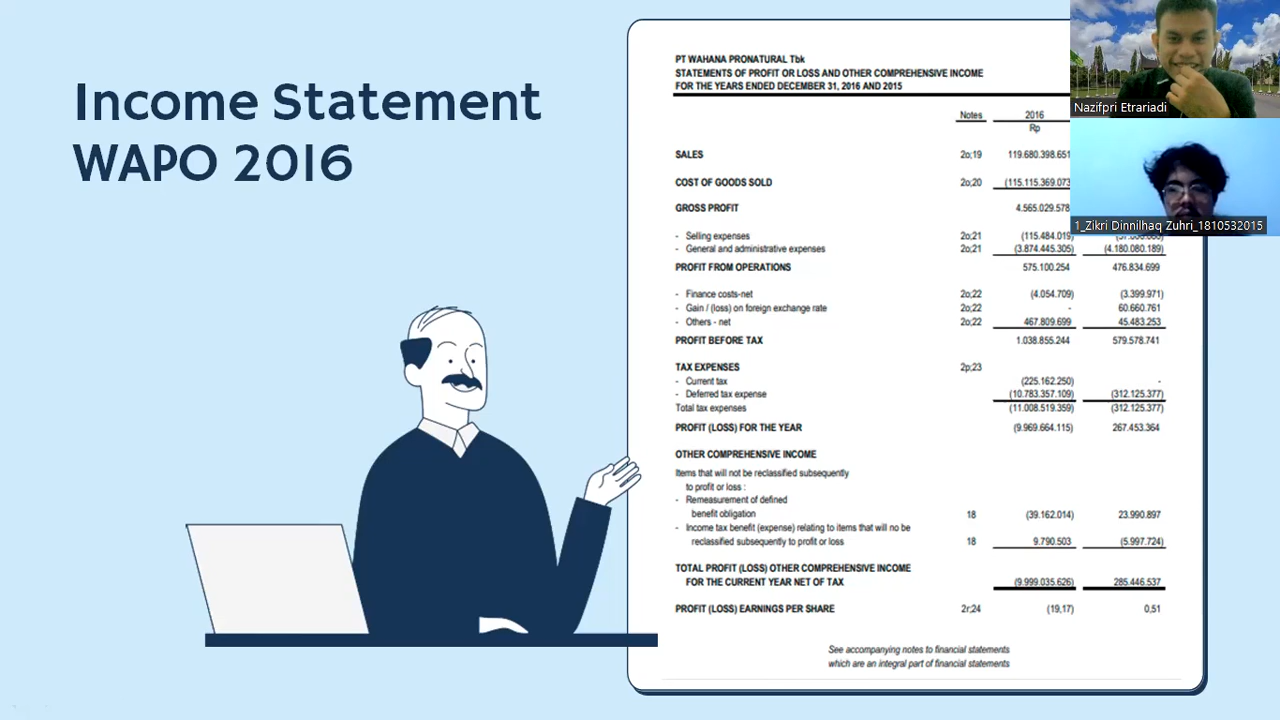 Income Statement
WAPO 2016
PT WAHANA PRONATURAL Tbk
STATEMENTS OF PROFIT OR LOSS AND OTHER COMPREHENSIVE INCOME
FOR THE YEARS ENDED DECEMBER 31, 2016 AND 2015
Notes 2016
Rp
SALES 2o;19 119.680.398.651
COST OF GOODS SOLD 2o;20 (115.115.369.073
GROSS PROFIT 4.565.029.578
- Selling expenses 2o;21 (115.484.019)
- General and administrative expenses 2o;21 (3.874.445.305) (4.180.080.189)
PROFIT FROM OPERATIONS 575.100.254 476.834.699
- Finance costs-net 2o;22 (4.054.709) (3.399.971)
- Gain / (loss) on foreign exchange rate 2o;22 - 60.660.761
- Others - net 2o;22 467.809.699 45.483.253
PROFIT BEFORE TAX 1.038.855.244 579.578.741
TAX EXPENSES 2p;23
- Current tax (225.162.250) -
- Deferred tax expense (10.783.357.109) (312.125.377)
Total tax expenses (11.008.519.359) (312.125.377)
PROFIT (LOSS) FOR THE YEAR (9.969.664.115) 267.453.364
OTHER COMPREHENSIVE INCOME
Items that will not be reclassified subsequently
to profit or loss :
- Remeasurement of defined
benefit obligation 18 (39.162.014) 23.990.897
- Income tax benefit (expense) relating to items that will no be
reclassified subsequently to profit or loss 18 9.790.503 (5.997.724)
TOTAL PROFIT (LOSS) OTHER COMPREHENSIVE INCOME
FOR THE CURRENT YEAR NET OF TAX (9.999.035.626) 285.446.537
PROFIT (LOSS) EARNINGS PER SHARE 2r;24 (19,17) 0,51
See accompanying notes to financial statements
which are an integral part of financial statements
Nazifpri Etrariadi
1_Zikri Dinnilhaq Zuhri_1810532015